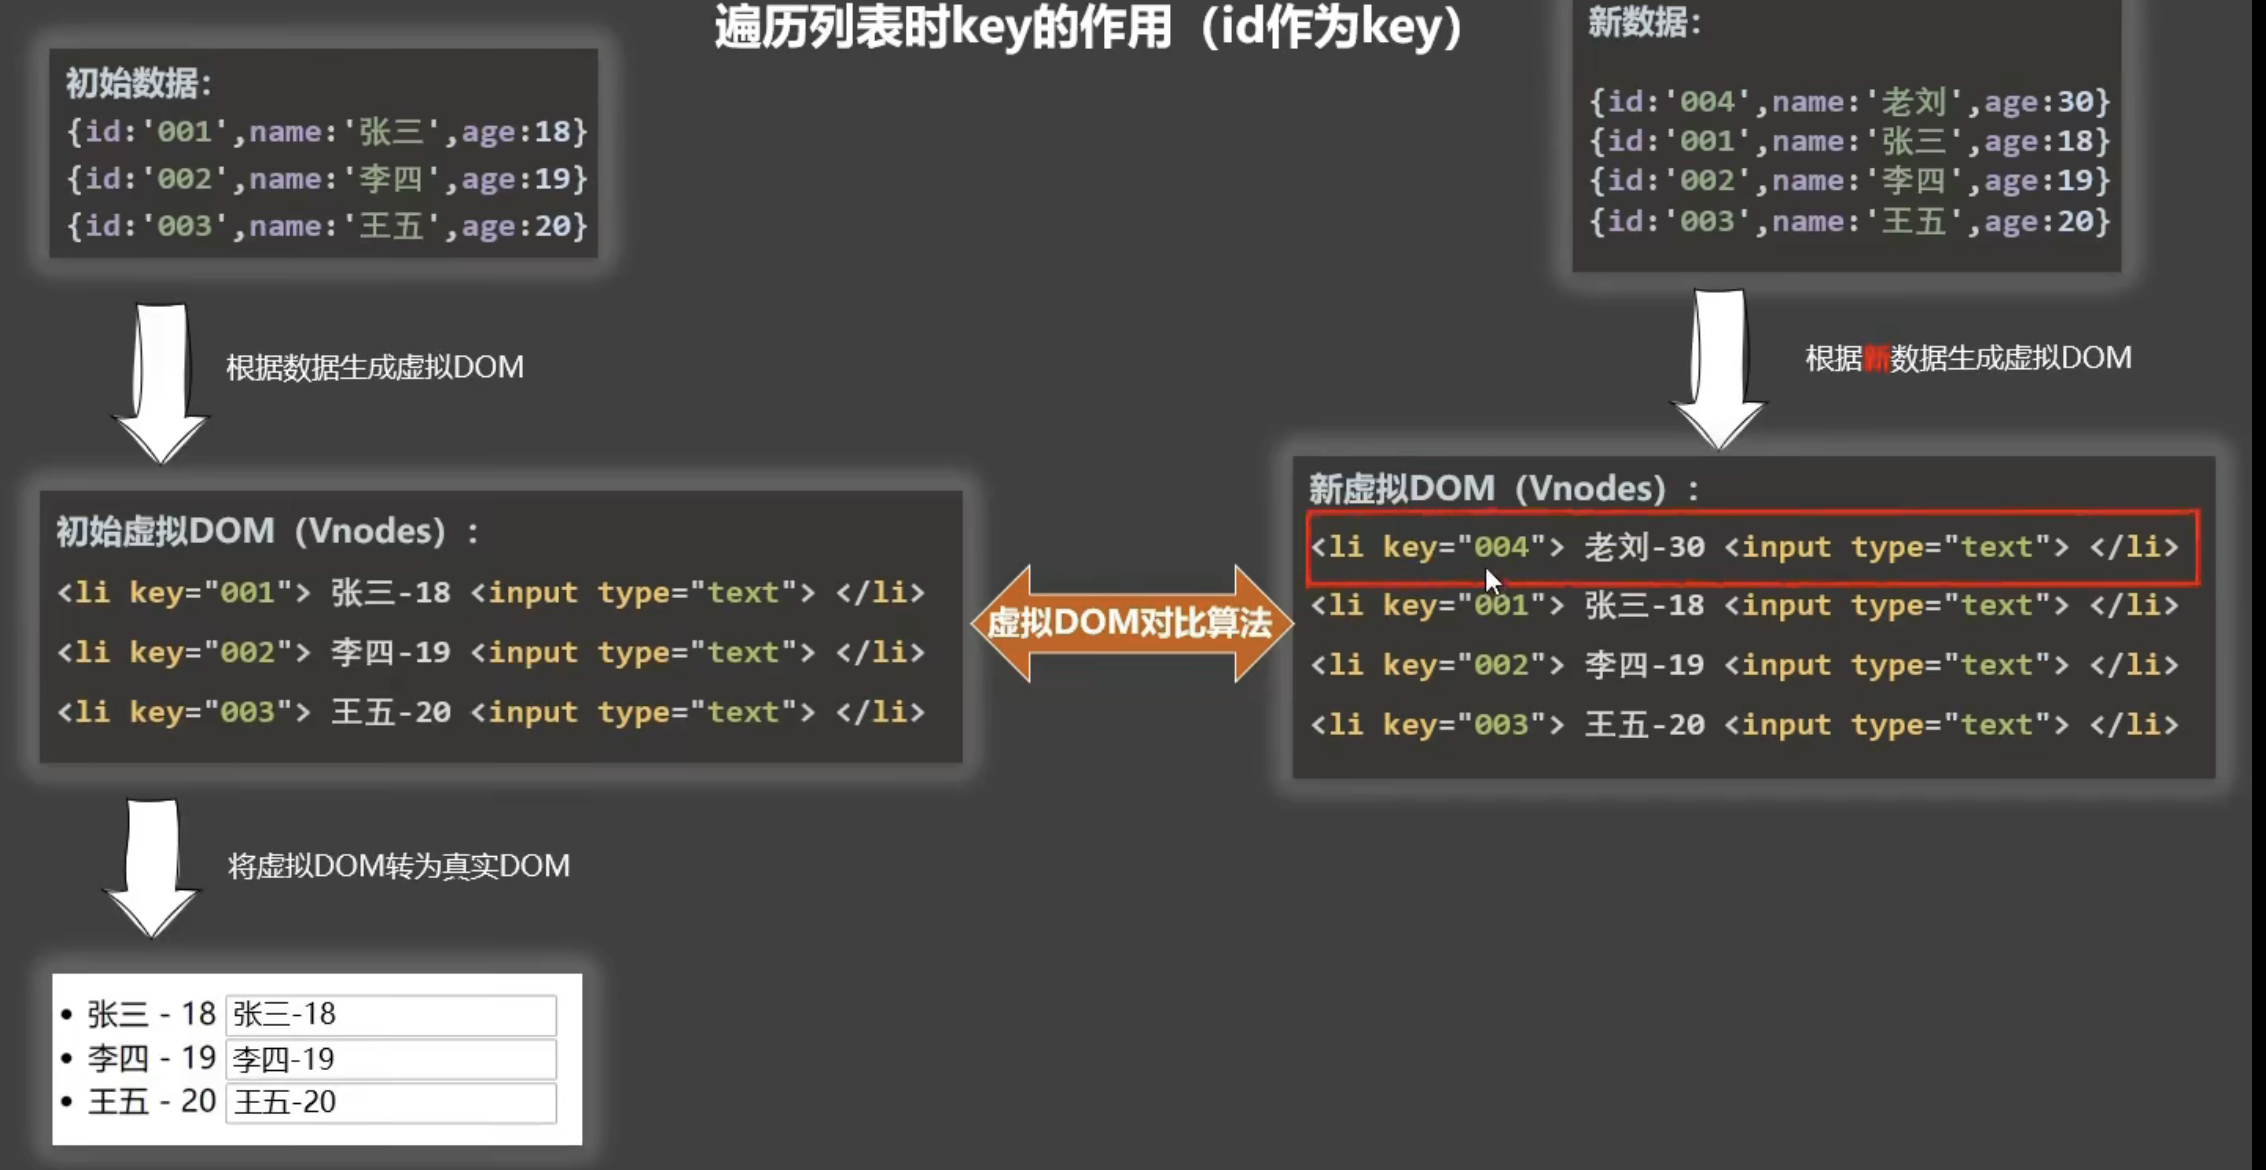 遍历列表时key的作用（id作为key）
初始数据：
{id:'001',name:'张三',age:18}
{id:'002',name:'李四',age:19}
{id:'003',name:'王五',age:20}
新数据：
{id:'004',name:'老刘',age:30}
{id:'001',name:'张三',age:18}
{id:'002',name:'李四',age:19}
{id:'003',name:'王五',age:20}
根据数据生成虚拟DOM
根据新数据生成虚拟DOM
初始虚拟DOM（Vnodes）：
<li key="001"> 张三-18 <input type="text"> </li>
<li key="002"> 李四-19 <input type="text"> </li>
<li key="003"> 王五-20 <input type="text"> </li>
虚拟DOM对比算法
新虚拟DOM（Vnodes）：
<li key="004"> 老刘-30 <input type="text"> </li>
<li key="001"> 张三-18 <input type="text"> </li>
<li key="002"> 李四-19 <input type="text"> </li>
<li key="003"> 王五-20 <input type="text"> </li>
将虚拟DOM转为真实DOM
• 张三 - 18 张三-18
• 李四 - 19 李四-19
• 王五 - 20 王五-20